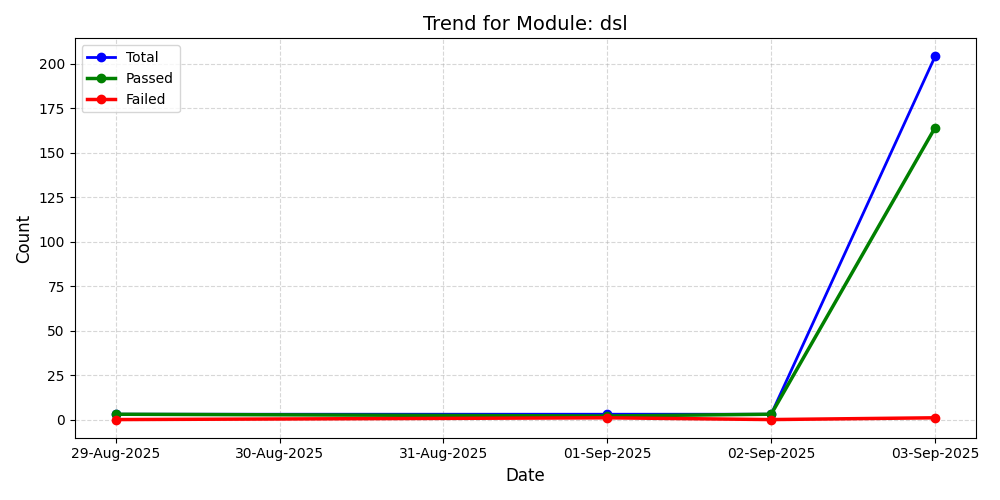 Trend for Module: dsl
Total
Passed
Failed
200
175
150
125
100
75
50
25
0
Count
29-Aug-2025 30-Aug-2025 31-Aug-2025 01-Sep-2025 02-Sep-2025 03-Sep-2025
Date